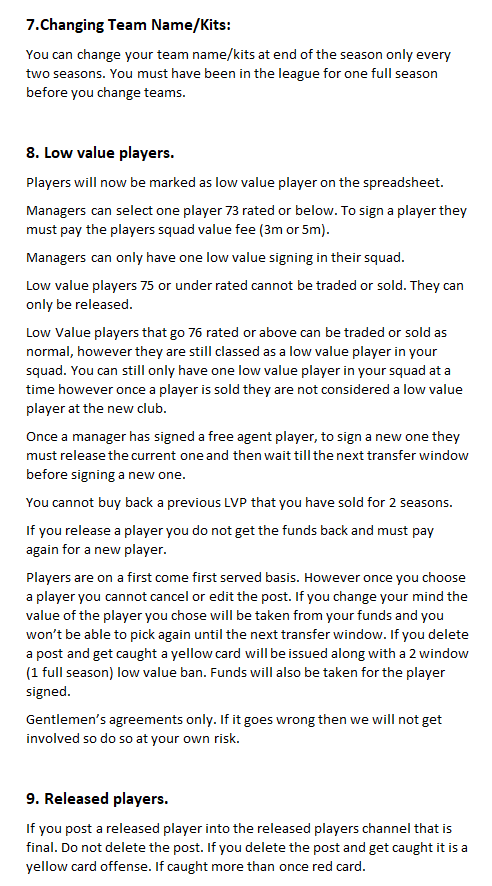 7.Changing Team Name/Kits:
You can change your team name/kits at end of the season only every
two seasons. You must have been in the league for one full season
before you change teams.
8. Low value players.
Players will now be marked as low value player on the spreadsheet.
Managers can select one player 73 rated or below. To sign a player they
must pay the players squad value fee (3m or 5m).
Managers can only have one low value signing in their squad.
Low value players 75 or under rated cannot be traded or sold. They can
only be released.
Low Value players that go 76 rated or above can be traded or sold as
normal, however they are still classed as a low value player in your
squad. You can still only have one low value player in your squad at a
time however once a player is sold they are not considered a low value
player at the new club.
Once a manager has signed a free agent player, to sign a new one they
must release the current one and then wait till the next transfer window
before signing a new one.
You cannot buy back a previous LVP that you have sold for 2 seasons.
If you release a player you do not get the funds back and must pay
again for a new player.
Players are on a first come first served basis. However once you choose
a player you cannot cancel or edit the post. If you change your mind the
value of the player you chose will be taken from your funds and you
won't be able to pick again until the next transfer window. If you delete
a post and get caught a yellow card will be issued along with a 2 window
(1 full season) low value ban. Funds will also be taken for the player
signed.
Gentlemen's agreements only. If it goes wrong then we will not get
involved so do so at your own risk.
9. Released players.
If you post a released player into the released players channel that is
final. Do not delete the post. If you delete the post and get caught it is a
yellow card offense. If caught more than once red card.